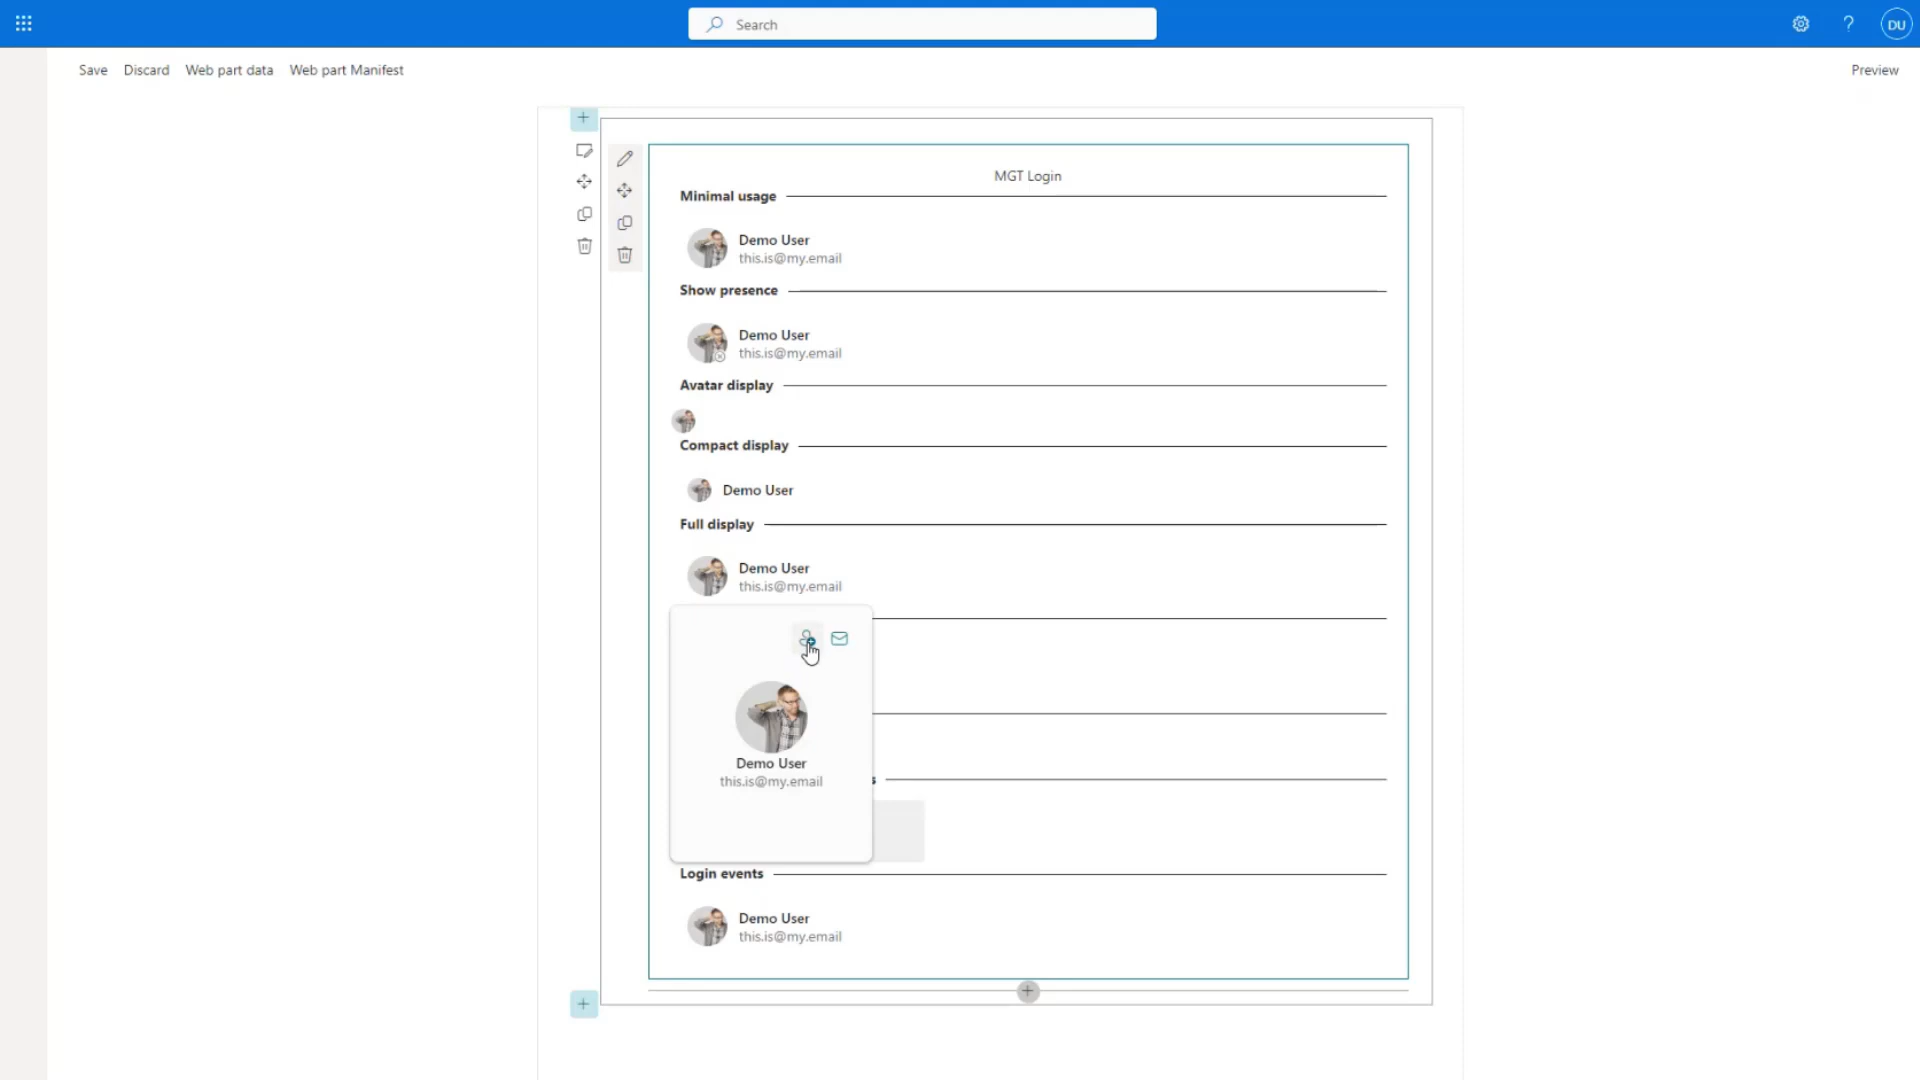 Search
DU
Save
Discard
Web part data
Web part Manifest
Preview
MGT Login
Minimal usage
Demo User
this.is@my.email
Show presence
Demo User
this.is@my.email
Avatar display
Compact display
Demo User
Full display
Demo User
this.is@my.email
Demo User
this.is@my.email
s
Login events
Demo User
this.is@my.email